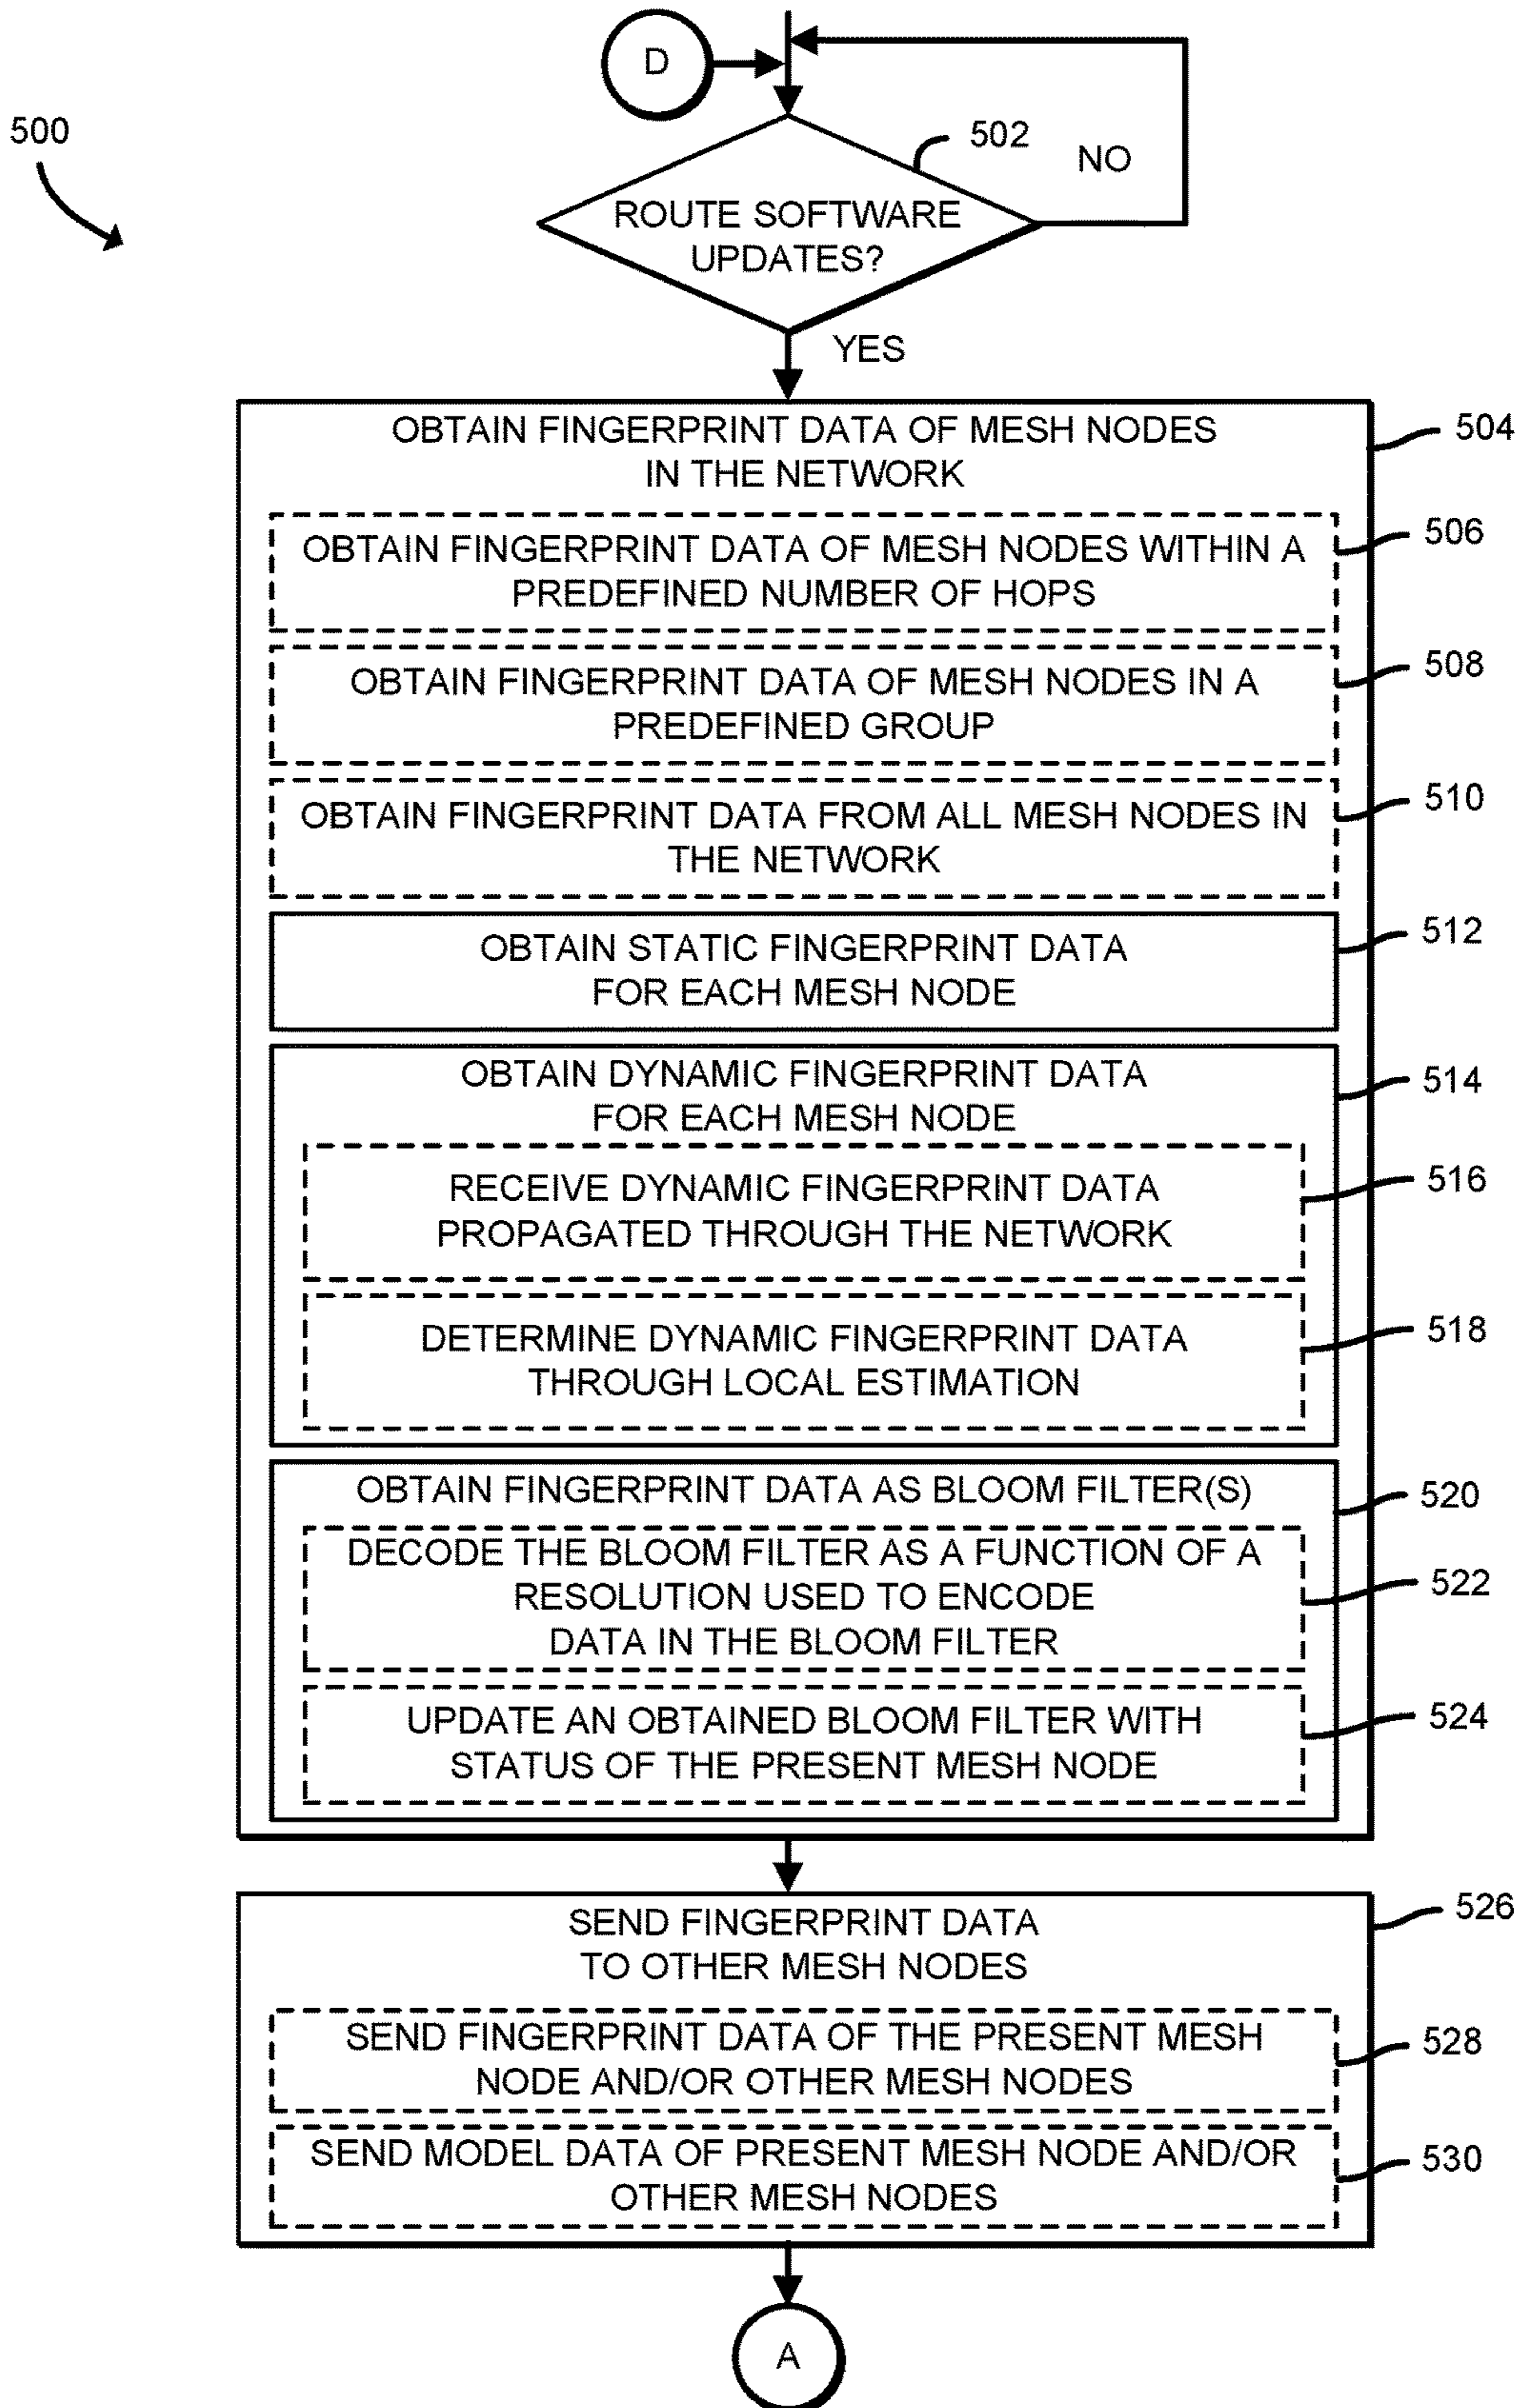 D
500
502
NO
ROUTE SOFTWARE
UPDATES?
YES
OBTAIN FINGERPRINT DATA OF MESH NODES
IN THE NETWORK
504
OBTAIN FINGERPRINT DATA OF MESH NODES WITHIN A
PREDEFINED NUMBER OF HOPS
506
OBTAIN FINGERPRINT DATA OF MESH NODES IN A
PREDEFINED GROUP
508
OBTAIN FINGERPRINT DATA FROM ALL MESH NODES IN
THE NETWORK
510
OBTAIN STATIC FINGERPRINT DATA
FOR EACH MESH NODE
512
OBTAIN DYNAMIC FINGERPRINT DATA
FOR EACH MESH NODE
514
RECEIVE DYNAMIC FINGERPRINT DATA
PROPAGATED THROUGH THE NETWORK
516
DETERMINE DYNAMIC FINGERPRINT DATA
THROUGH LOCAL ESTIMATION
518
OBTAIN FINGERPRINT DATA AS BLOOM FILTER(S)
520
DECODE THE BLOOM FILTER AS A FUNCTION OF A
RESOLUTION USED TO ENCODE
DATA IN THE BLOOM FILTER
522
UPDATE AN OBTAINED BLOOM FILTER WITH
STATUS OF THE PRESENT MESH NODE
524
SEND FINGERPRINT DATA
TO OTHER MESH NODES
526
SEND FINGERPRINT DATA OF THE PRESENT MESH
NODE AND/OR OTHER MESH NODES
528
SEND MODEL DATA OF PRESENT MESH NODE AND/OR
OTHER MESH NODES
530
A